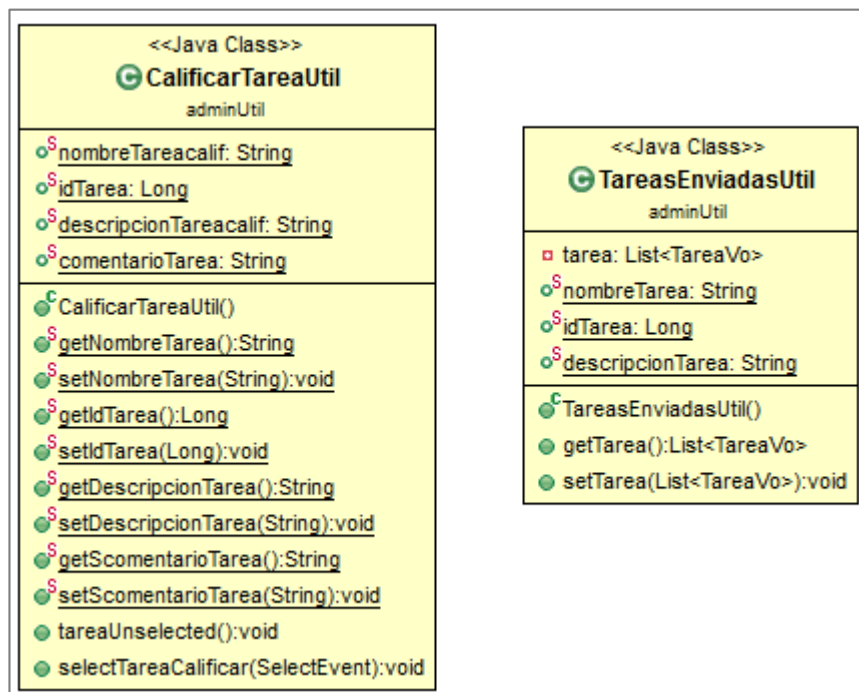 <<Java Class>>
CalificarTareaUtil
adminUtil
nombreTareacalif: String
idTarea: Long
descripcionTareacalif: String
comentarioTarea: String
CalificarTareaUtil()
getNombreTarea():String
setNombreTarea(String):void
getIdTarea():Long
setIdTarea(Long):void
getDescripcionTarea():String
setDescripcionTarea(String):void
getScomentarioTarea():String
setScomentarioTarea(String):void
tareaUnselected():void
selectTareaCalificar(SelectEvent):void
<<Java Class>>
TareasEnviadasUtil
adminUtil
tarea: List<TareaVo>
nombreTarea: String
idTarea: Long
descripcionTarea: String
TareasEnviadasUtil()
getTarea():List<TareaVo>
setTarea(List<TareaVo>):void